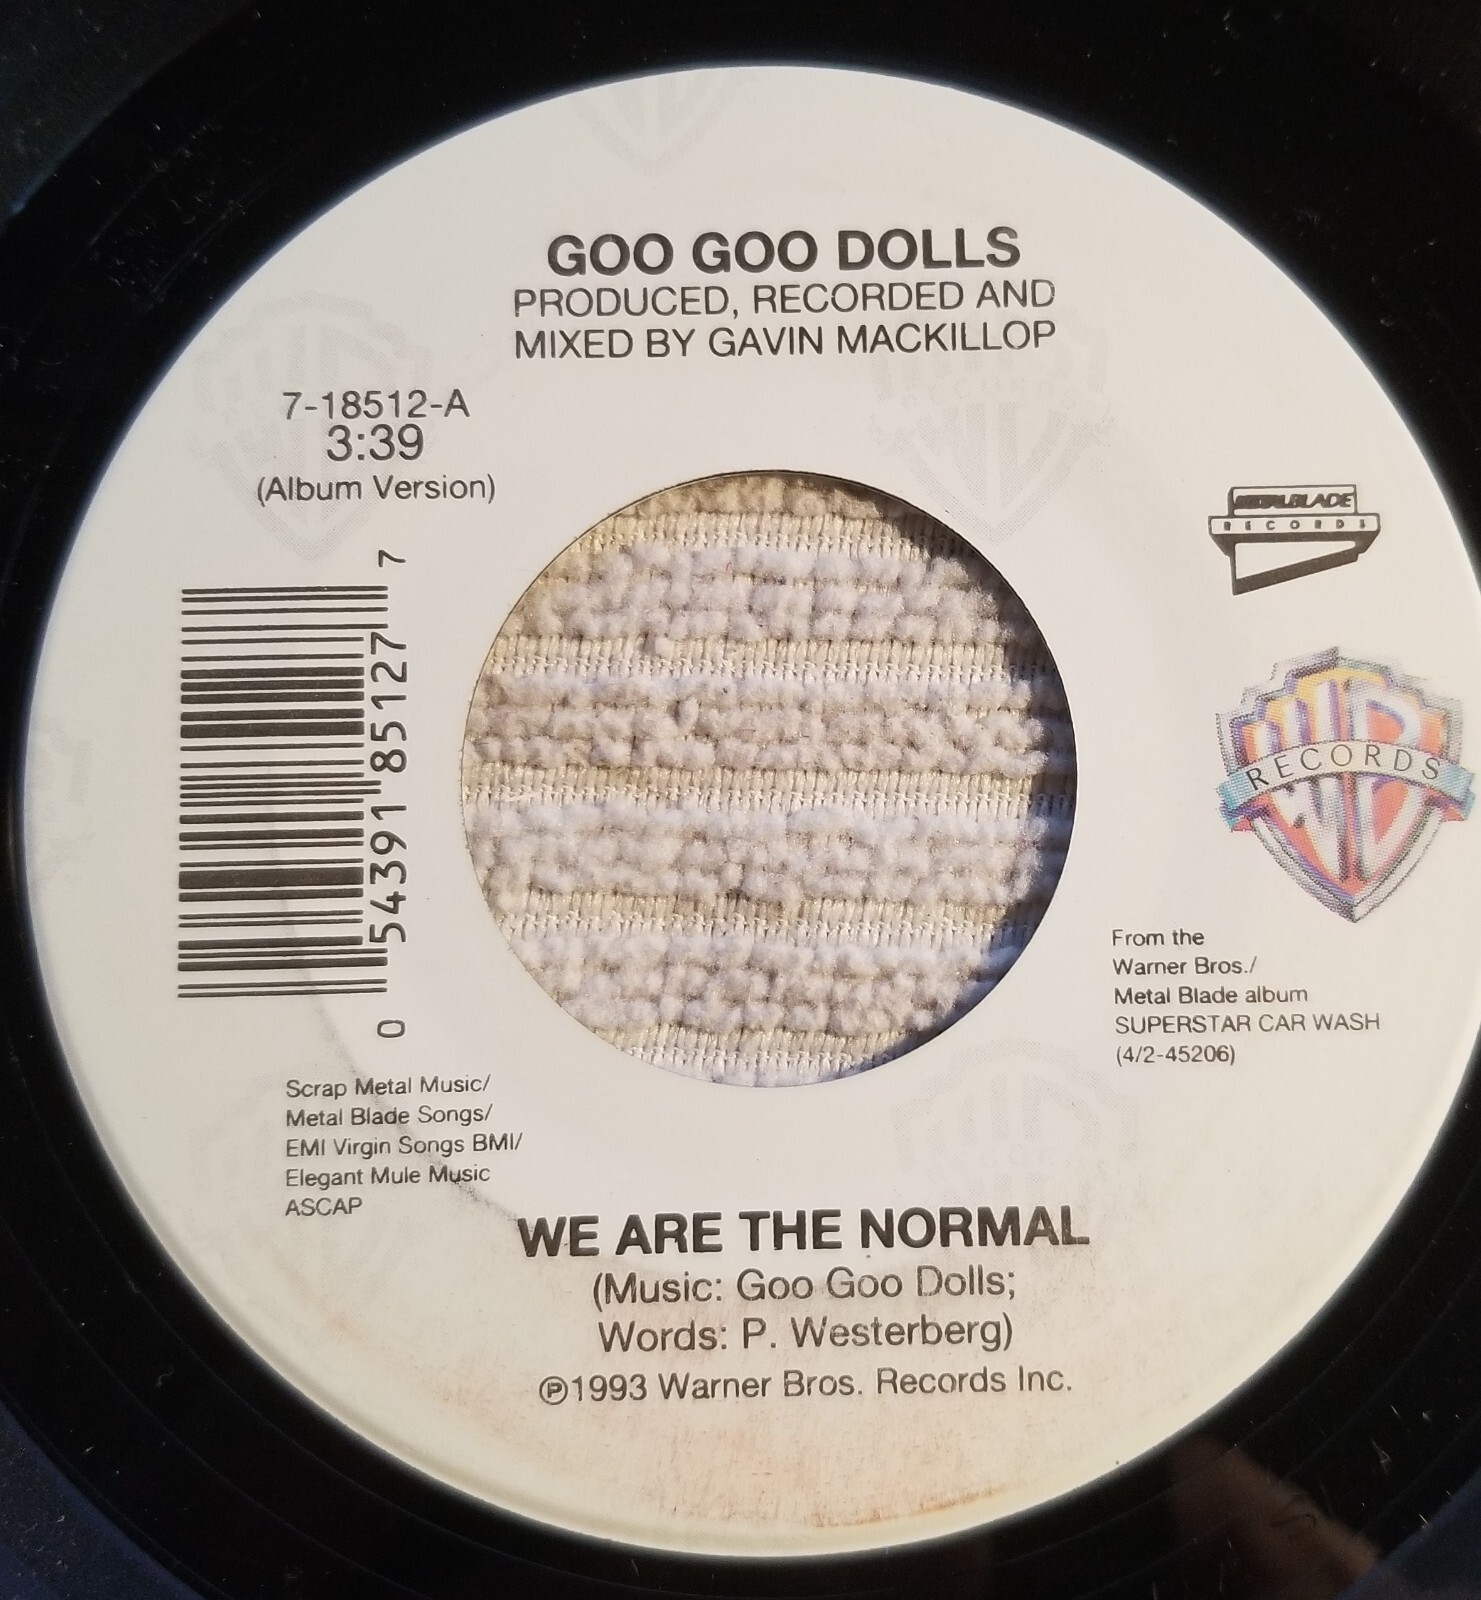 GOO GOO DOLLS
PRODUCED, RECORDED AND
MIXED BY GAVIN MACKILLOP
7-18512-A
3:39
(Album Version)
METALBLADE
RECORDS
0 54391 85127 7
RECORDS
From the
Warner Bros./
Metal Blade album
SUPERSTAR CAR WASH
(4/2-45206)
Scrap Metal Music/
Metal Blade Songs/
EMI Virgin Songs BMI/
Elegant Mule Music
ASCAP
WE ARE THE NORMAL
(Music: Goo Goo Dolls;
Words: P. Westerberg)
℗1993 Warner Bros. Records Inc.